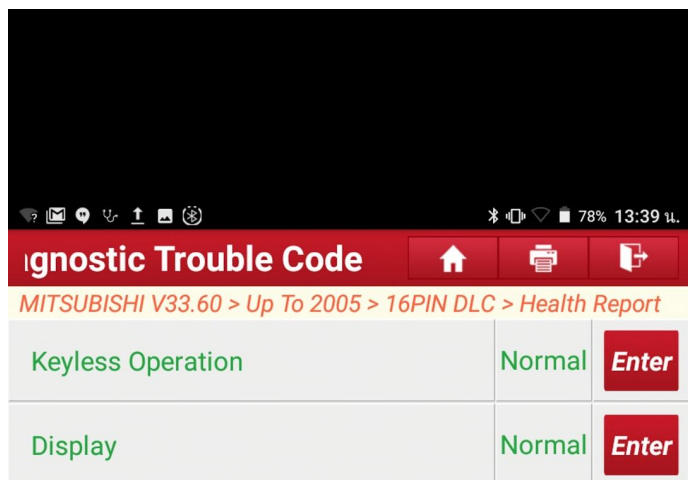 78% 13:39 น.
agnostic Trouble Code
MITSUBISHI V33.60 > Up To 2005 > 16PIN DLC > Health Report
Keyless Operation Normal Enter
Display Normal Enter